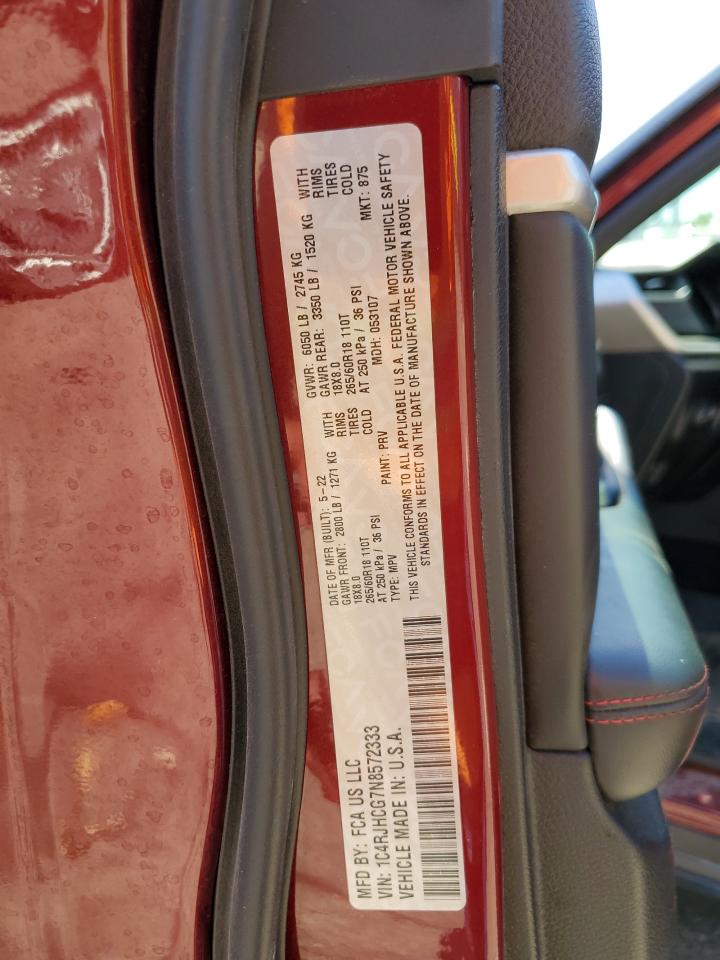 MFD BY: FCA US LLC
DATE OF MFR (BUILT): 5-22
GVWR: 6050 LB / 2745 KG
GAWR FRONT: 2800 LB / 1271 KG WITH
GAWR REAR: 3350 LB / 1520 KG WITH
18X8.0 RIMS
18X8.0 RIMS
265/60R18 110T TIRES
265/60R18 110T TIRES
AT 250 kPa / 36 PSI COLD
AT 250 kPa / 36 PSI COLD
VIN: 1C4RJHCG7N8572333
TYPE: MPV
PAINT: PRV
MDH: 053107
MKT: 875
VEHICLE MADE IN: U.S.A.
THIS VEHICLE CONFORMS TO ALL APPLICABLE U.S.A. FEDERAL MOTOR VEHICLE SAFETY
STANDARDS IN EFFECT ON THE DATE OF MANUFACTURE SHOWN ABOVE.